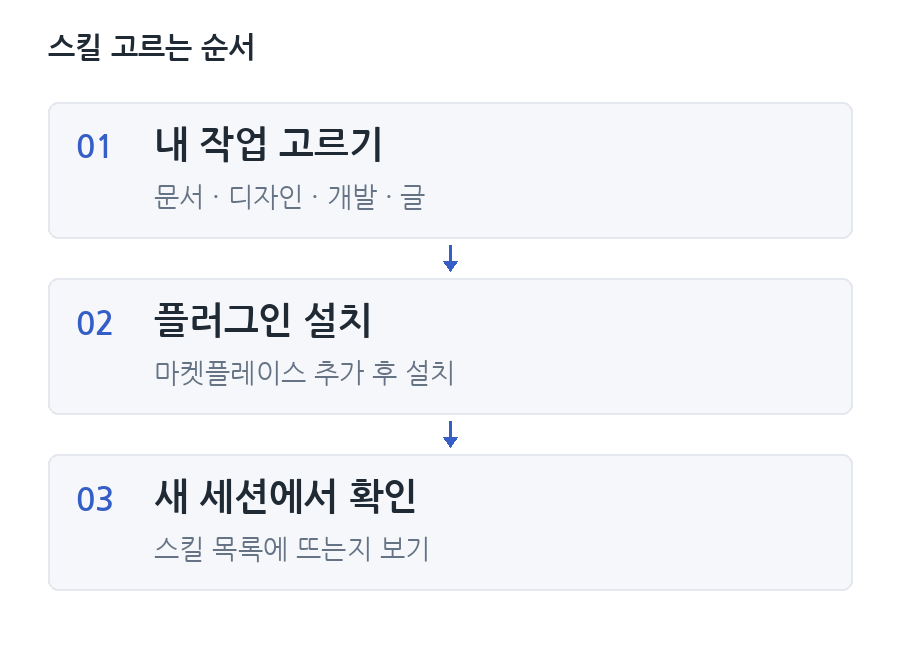 스킬 고르는 순서
01 내 작업 고르기
문서 · 디자인 · 개발 · 글
02 플러그인 설치
마켓플레이스 추가 후 설치
03 새 세션에서 확인
스킬 목록에 뜨는지 보기